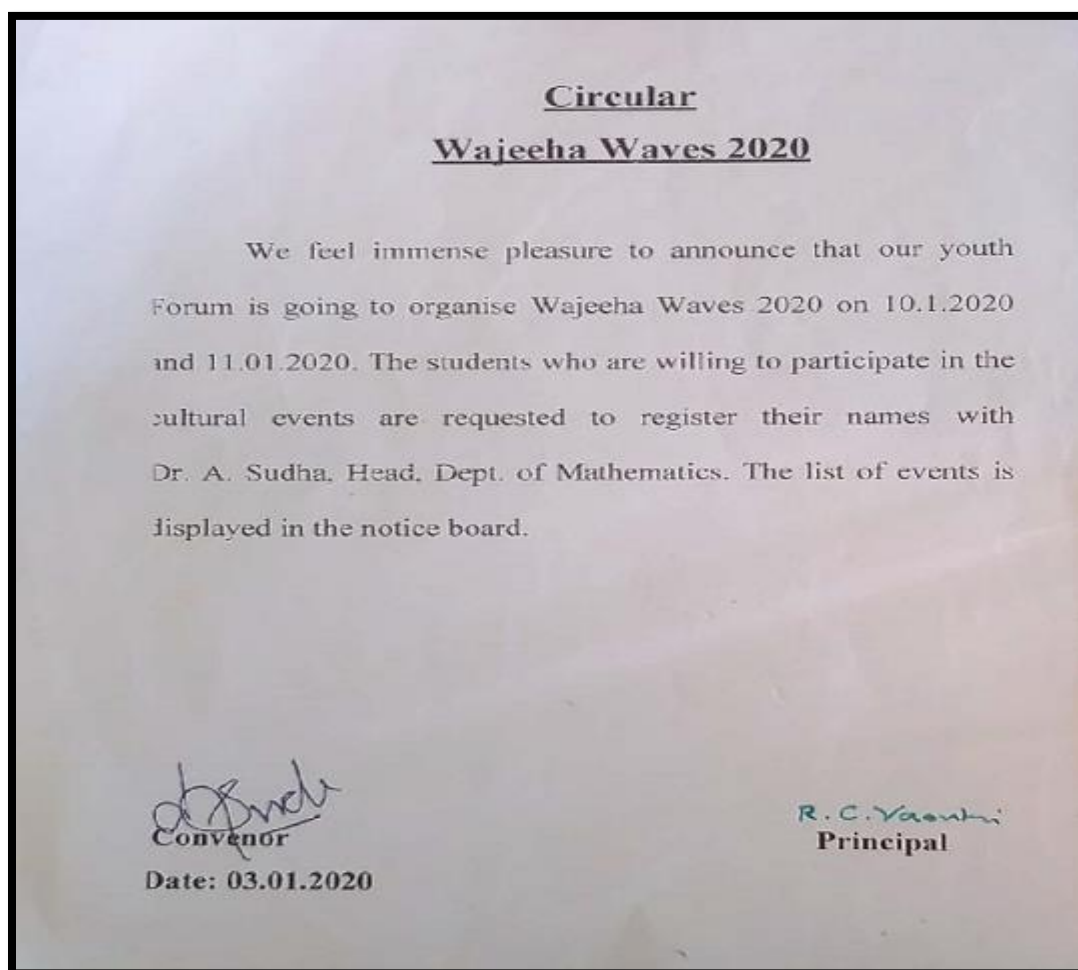 Circular
Wajeeha Waves 2020
We feel immense pleasure to announce that our youth
Forum is going to organise Wajeeha Waves 2020 on 10.1.2020
and 11.01.2020. The students who are willing to participate in the
cultural events are requested to register their names with
Dr. A. Sudha, Head, Dept. of Mathematics. The list of events is
displayed in the notice board.
Convenor
R. C.
Principal
Date: 03.01.2020